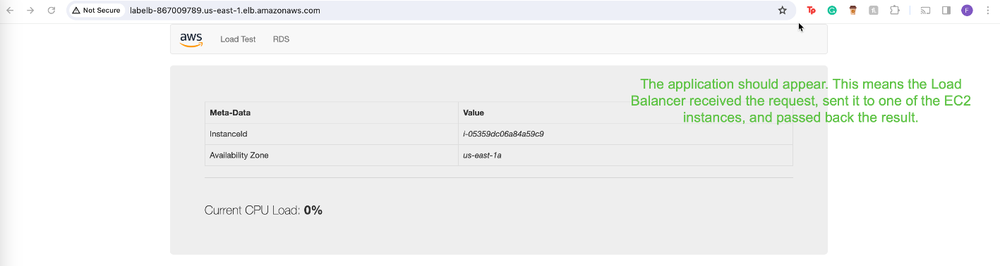 Not Secure labelb-867009789.us-east-1.elb.amazonaws.com
Tp
G
F
aws
Load Test RDS
The application should appear. This means the Load
Balancer received the request, sent it to one of the EC2
instances, and passed back the result.
Meta-Data Value
InstanceId i-05359dc06a84a59c9
Availability Zone us-east-1a
Current CPU Load: 0%